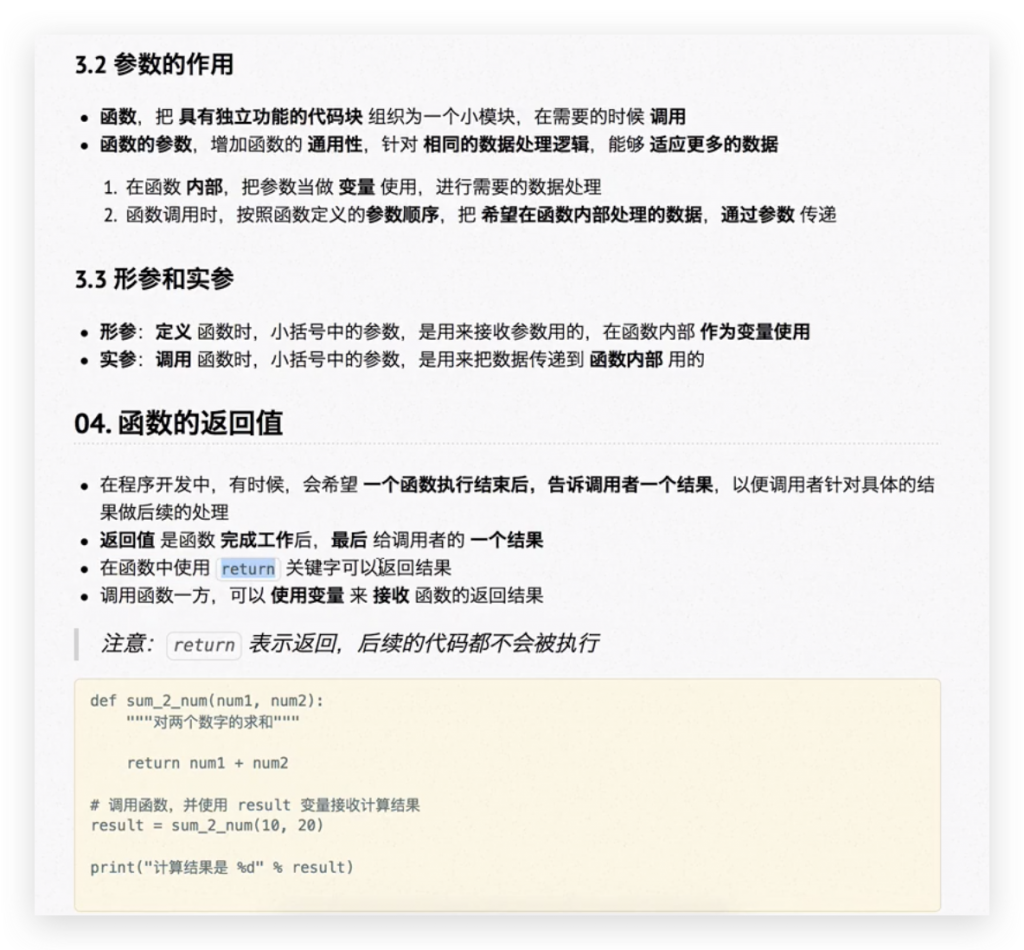 3.2 参数的作用
• 函数，把 具有独立功能的代码块 组织为一个小模块，在需要的时候 调用
• 函数的参数，增加函数的 通用性，针对 相同的数据处理逻辑，能够 适应更多的数据
1. 在函数 内部，把参数当做 变量 使用，进行需要的数据处理
2. 函数调用时，按照函数定义的参数顺序，把 希望在函数内部处理的数据，通过参数 传递
3.3 形参和实参
• 形参：定义 函数时，小括号中的参数，是用来接收参数用的，在函数内部 作为变量使用
• 实参：调用 函数时，小括号中的参数，是用来把数据传递到 函数内部 用的
04. 函数的返回值
• 在程序开发中，有时候，会希望 一个函数执行结束后，告诉调用者一个结果，以便调用者针对具体的结
果做后续的处理
• 返回值 是函数 完成工作后，最后 给调用者的 一个结果
• 在函数中使用 return 关键字可以返回结果
• 调用函数一方，可以 使用变量 来 接收 函数的返回结果
注意：return 表示返回，后续的代码都不会被执行
def sum_2_num(num1, num2):
"""对两个数字的求和"""
return num1 + num2
# 调用函数，并使用 result 变量接收计算结果
result = sum_2_num(10, 20)
print("计算结果是 %d" % result)